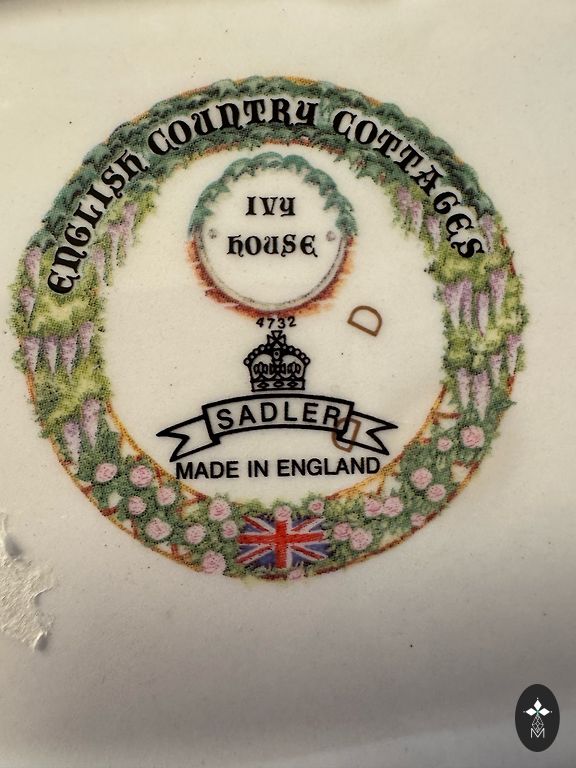 ENGLISH COUNTRY COTTAGES
IVY
HOUSE
4732
SADLER
MADE IN ENGLAND
D
D
M